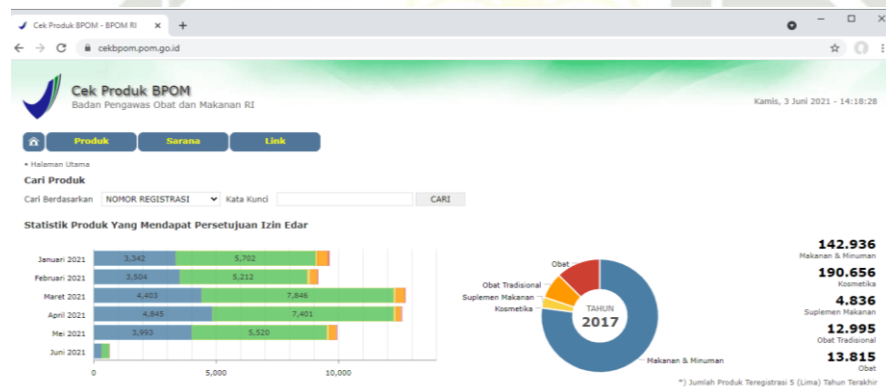 Cek Produk BPOM - BPOM RI
cekbpom.pom.go.id
Cek Produk BPOM
Badan Pengawas Obat dan Makanan RI
Kamis, 3 Juni 2021 - 14:18:28
Produk Sarana Link
• Halaman Utama
Cari Produk
Cari Berdasarkan NOMOR REGISTRASI Kata Kunci CARI
Statistik Produk Yang Mendapat Persetujuan Izin Edar
Januari 2021 3,342 5,702
Februari 2021 3,504 5,212
Maret 2021 4,403 7,846
April 2021 4,845 7,401
Mei 2021 3,993 5,520
Juni 2021
0 5,000 10,000
Obat
Obat Tradisional
Suplemen Makanan
Kosmetika
TAHUN
2017
Makanan & Minuman
142.936
Makanan & Minuman
190.656
Kosmetika
4.836
Suplemen Makanan
12.995
Obat Tradisional
13.815
Obat
*) Jumlah Produk Teregistrasi 5 (Lima) Tahun Terakhir